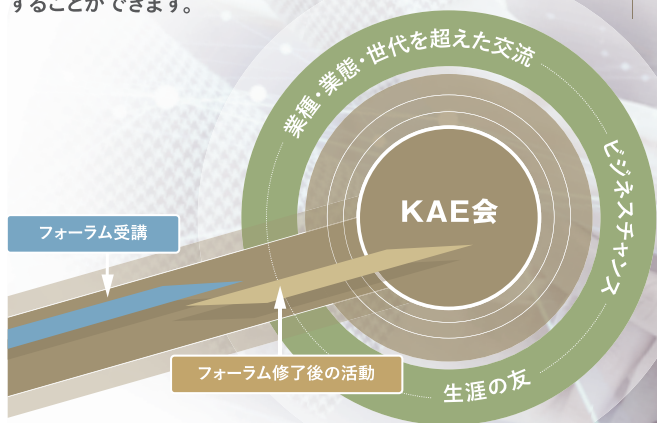 することができます。
業種・業態・世代を超えた交流
ビジネスチャンス
KAE会
フォーラム受講
フォーラム修了後の活動
生涯の友